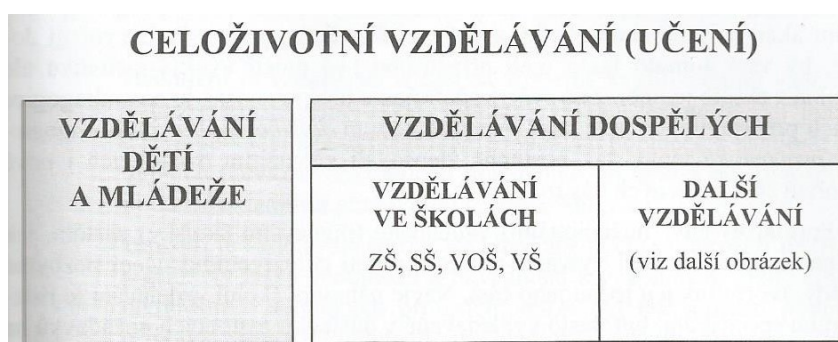 CELOŽIVOTNÍ VZDĚLÁVÁNÍ (UČENÍ)
VZDĚLÁVÁNÍ
DĚTÍ
A MLÁDEŽE
VZDĚLÁVÁNÍ DOSPĚLÝCH
VZDĚLÁVÁNÍ
VE ŠKOLÁCH
ZŠ, SŠ, VOŠ, VŠ
DALŠÍ
VZDĚLÁVÁNÍ
(viz další obrázek)